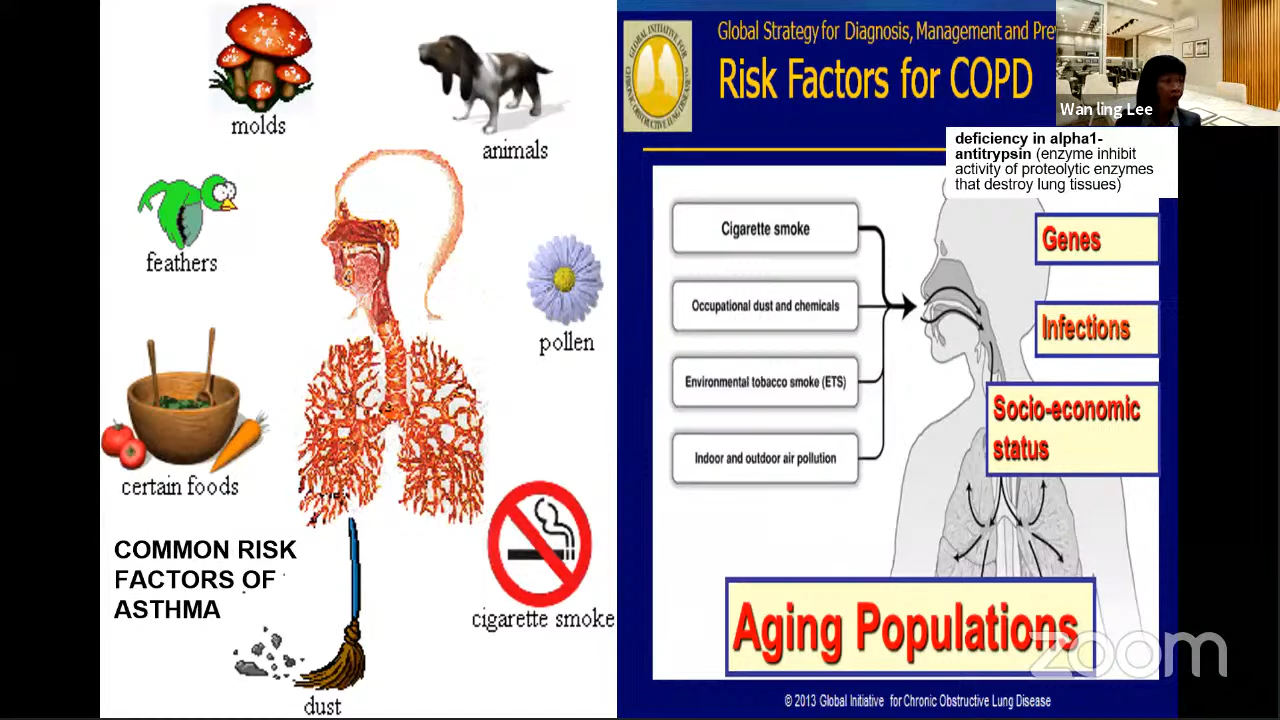 molds
animals
feathers
pollen
certain foods
COMMON RISK
FACTORS OF
ASTHMA
cigarette smoke
dust
Global Strategy for Diagnosis, Management and Pre
Risk Factors for COPD
Wan ling Lee
deficiency in alpha1-
antitrypsin (enzyme inhibit
activity of proteolytic enzymes
that destroy lung tissues)
Cigarette smoke
Occupational dust and chemicals
Environmental tobacco smoke (ETS)
Indoor and outdoor air pollution
Genes
Infections
Socio-economic
status
Aging Populations
zoom
© 2013 Global Initiative for Chronic Obstructive Lung Disease